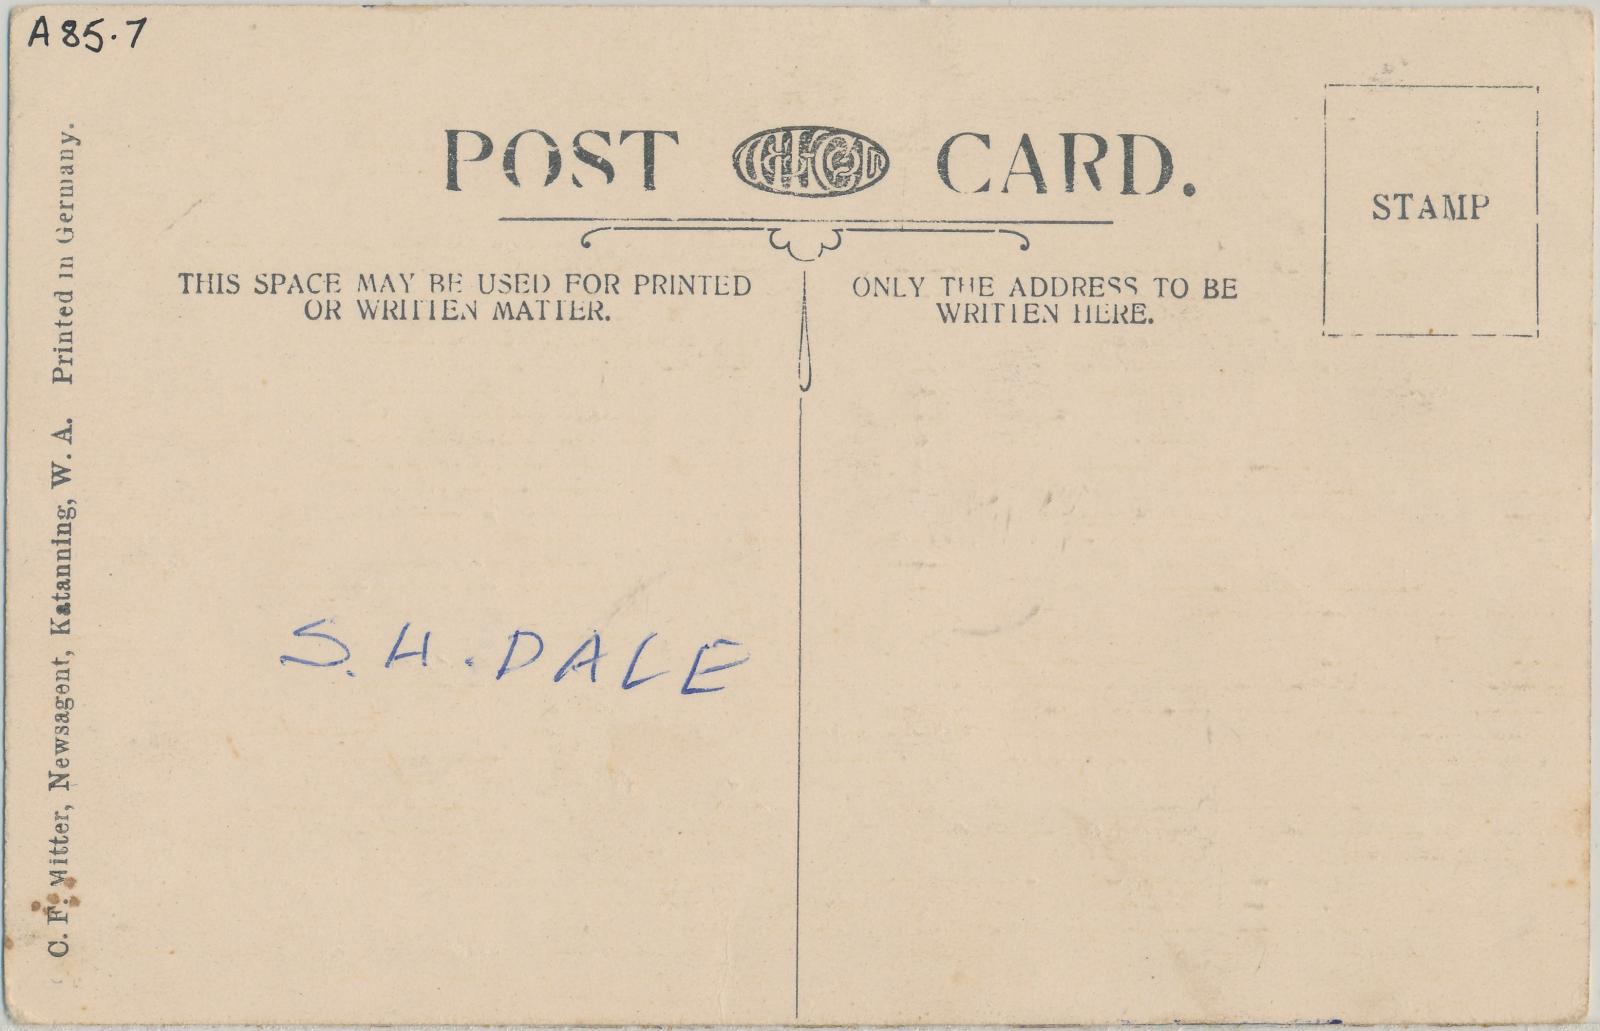 A85.7
POST CARD.
STAMP
THIS SPACE MAY BE USED FOR PRINTED
OR WRITTEN MATTER.
ONLY THE ADDRESS TO BE
WRITTEN HERE.
S.H.DALE
C. F. Mitter, Newsagent, Katanning, W. A. Printed in Germany.